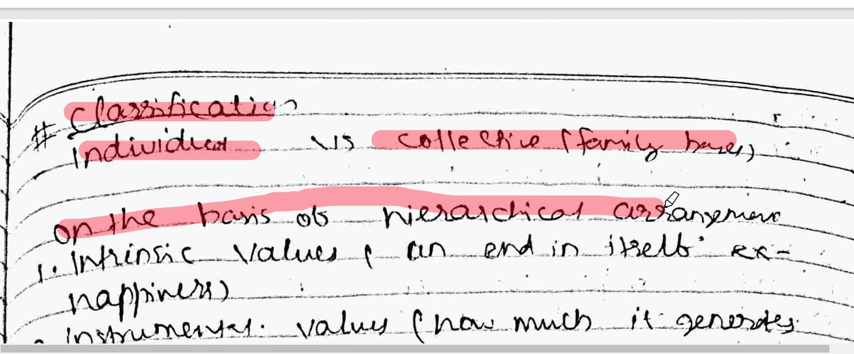 # Classification
Individual vs collective (family bases)
on the basis of hierarchical arrangement
1. Intrinsic values ( an end in itself ex-
happiness)
Instrumental values (how much it generates